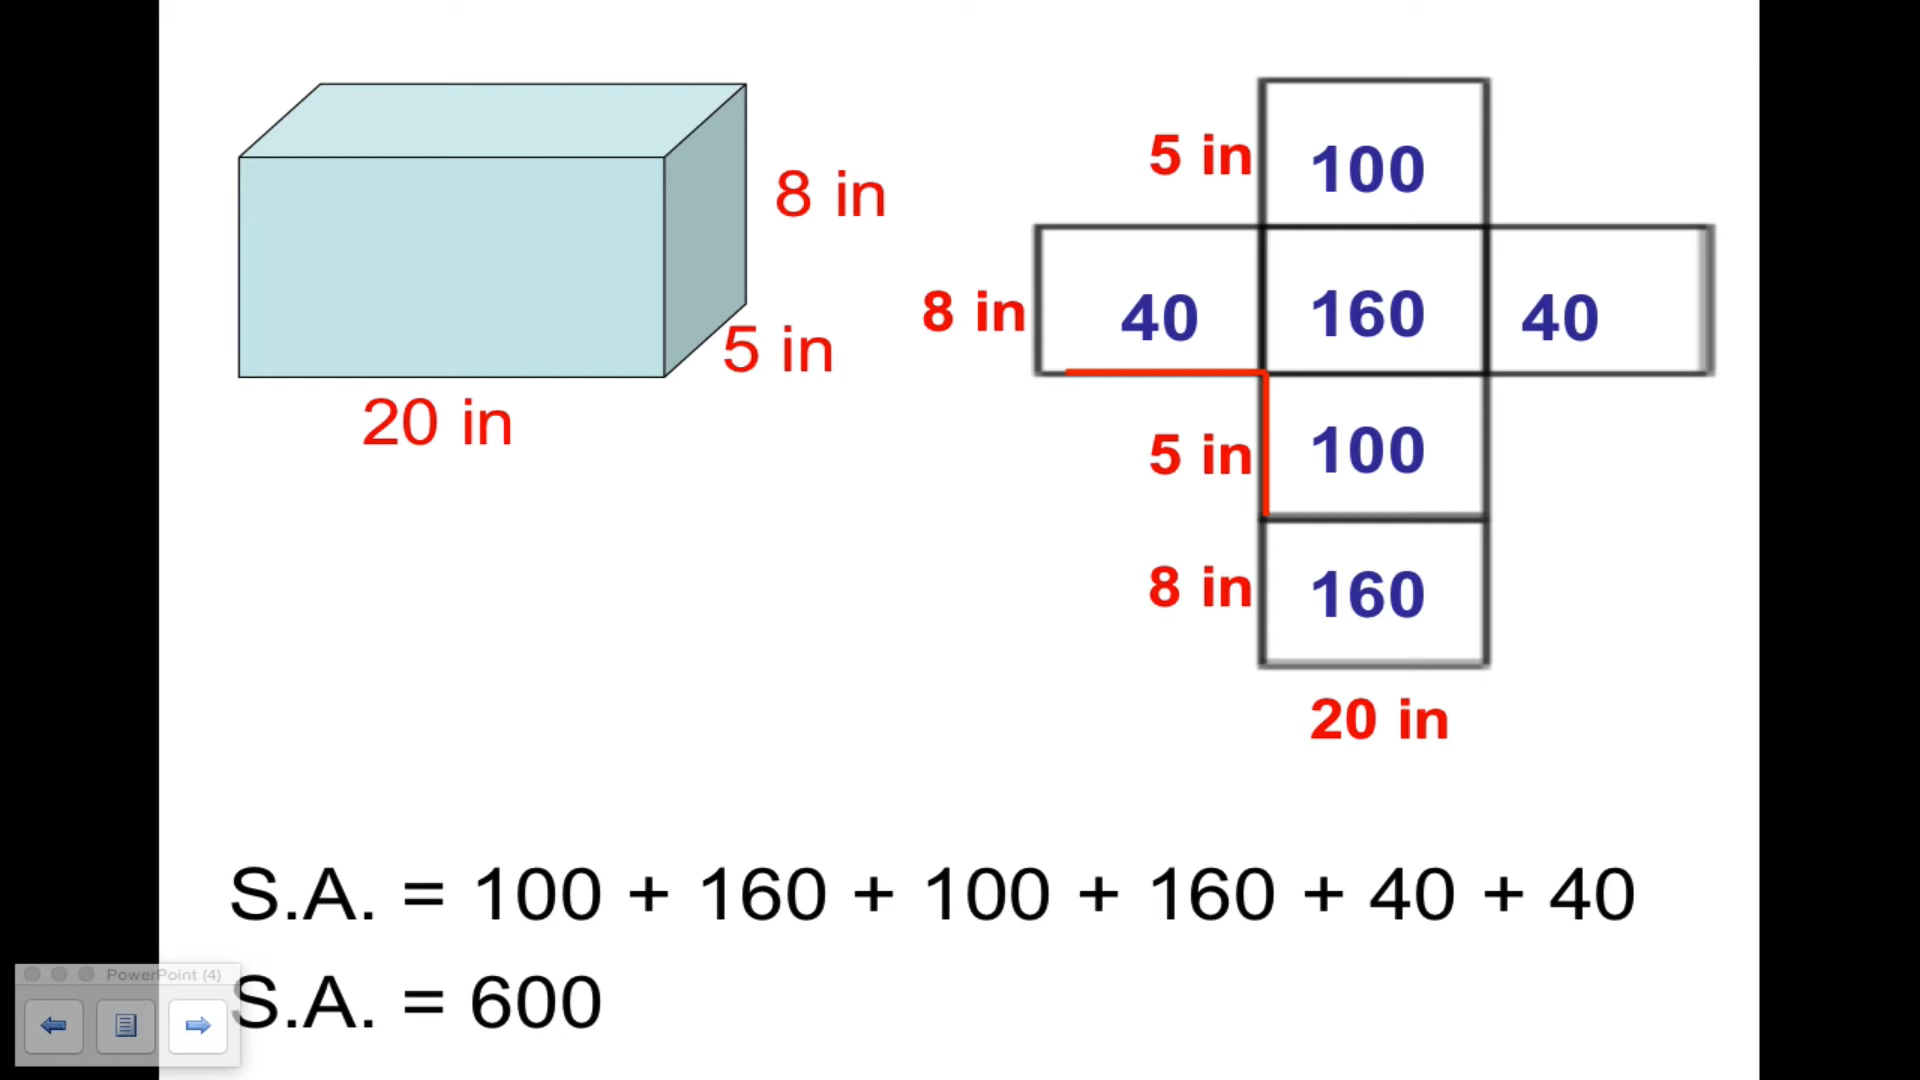 8 in
5 in
20 in
5 in 100
8 in 40 160 40
5 in 100
8 in 160
20 in
S.A. = 100 + 160 + 100 + 160 + 40 + 40
S.A. = 600
PowerPoint (4)